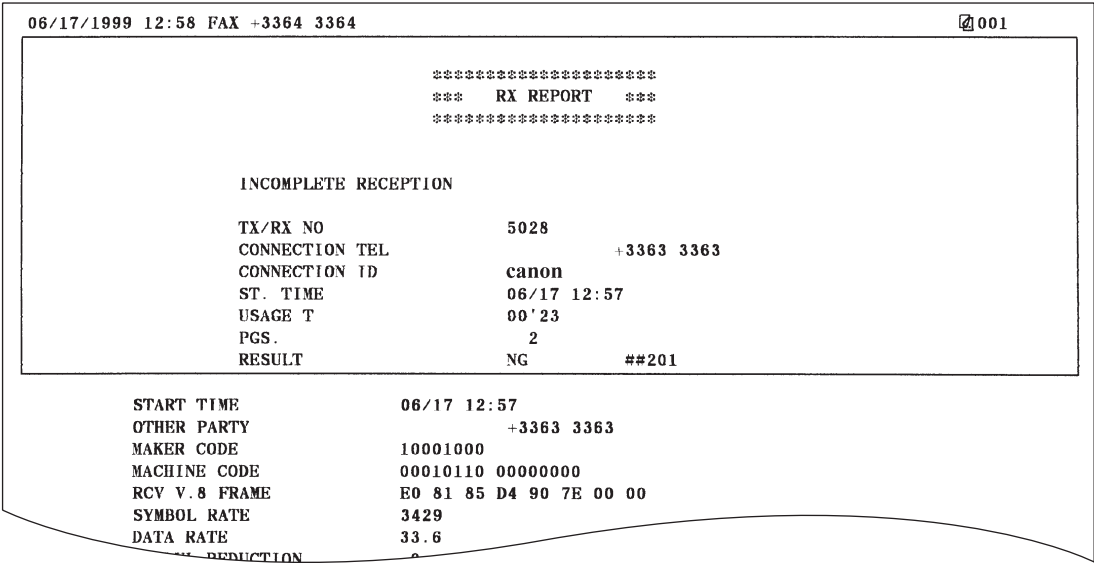 06/17/1999 12:58 FAX +3364 3364 001
*********************
*** RX REPORT ***
*********************
INCOMPLETE RECEPTION
TX/RX NO 5028
CONNECTION TEL +3363 3363
CONNECTION ID canon
ST. TIME 06/17 12:57
USAGE T 00'23
PGS. 2
RESULT NG ##201
START TIME 06/17 12:57
OTHER PARTY +3363 3363
MAKER CODE 10001000
MACHINE CODE 00010110 00000000
RCV V.8 FRAME E0 81 85 D4 90 7E 00 00
SYMBOL RATE 3429
DATA RATE 33.6
REDUCTION